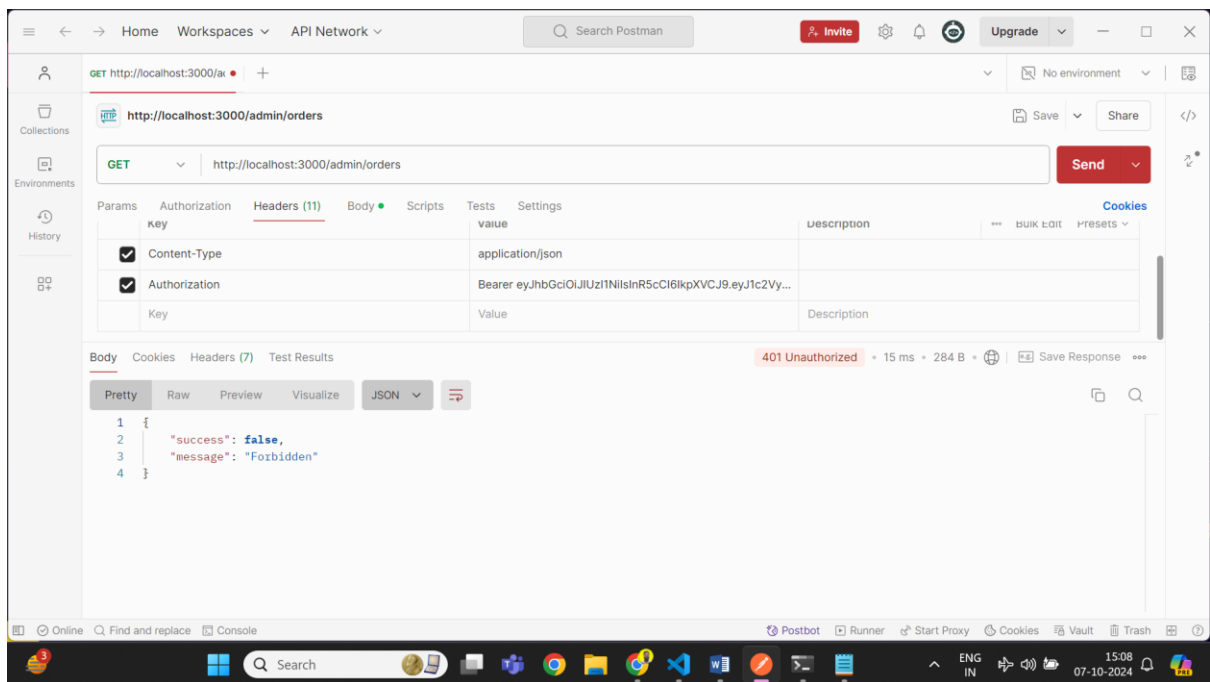 Home Workspaces API Network Search Postman Invite Upgrade
GET http://localhost:3000/ac No environment
HTTP http://localhost:3000/admin/orders Save Share
Collections
GET http://localhost:3000/admin/orders Send
Environments
Params Authorization Headers (11) Body Scripts Tests Settings Cookies
Key Value Description Bulk Edit Presets
History
Content-Type application/json
Authorization Bearer eyJhbGciOiJIUzI1NiIsInR5cCI6IkpXVCJ9.eyJ1c2Vy...
Key Value Description
Body Cookies Headers (7) Test Results 401 Unauthorized • 15 ms • 284 B • e.g. Save Response
Pretty Raw Preview Visualize JSON
1 {
2 "success": false,
3 "message": "Forbidden"
4 }
Online Find and replace Console Postbot Runner Start Proxy Cookies Vault Trash
3 Search ENG IN 15:08 07-10-2024 PRE